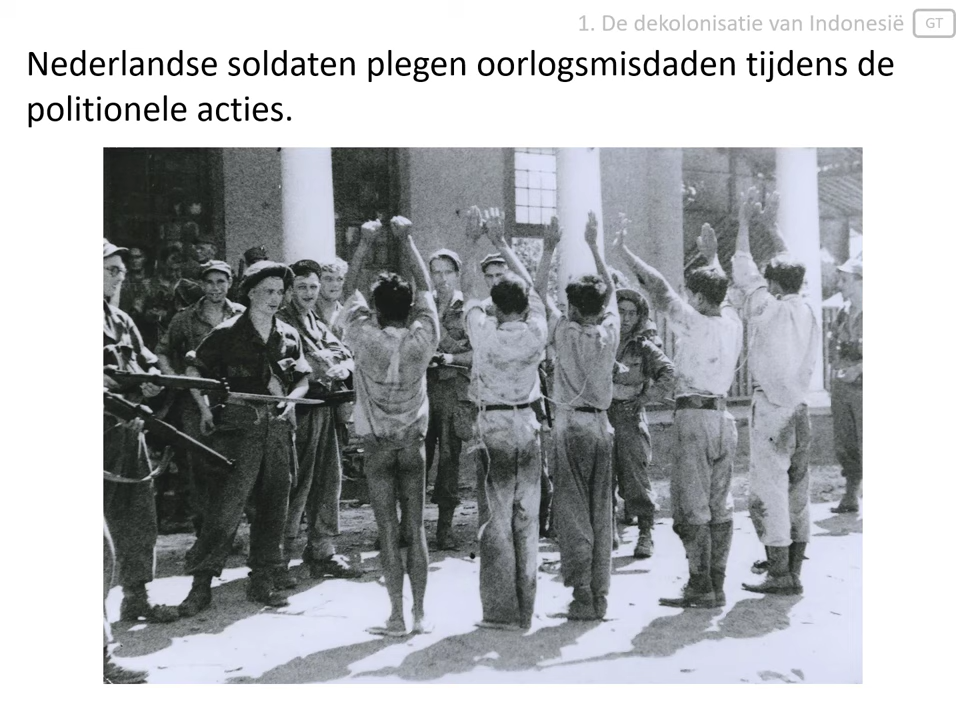 1. De dekolonisatie van Indonesië GT
Nederlandse soldaten plegen oorlogsmisdaden tijdens de
politionele acties.